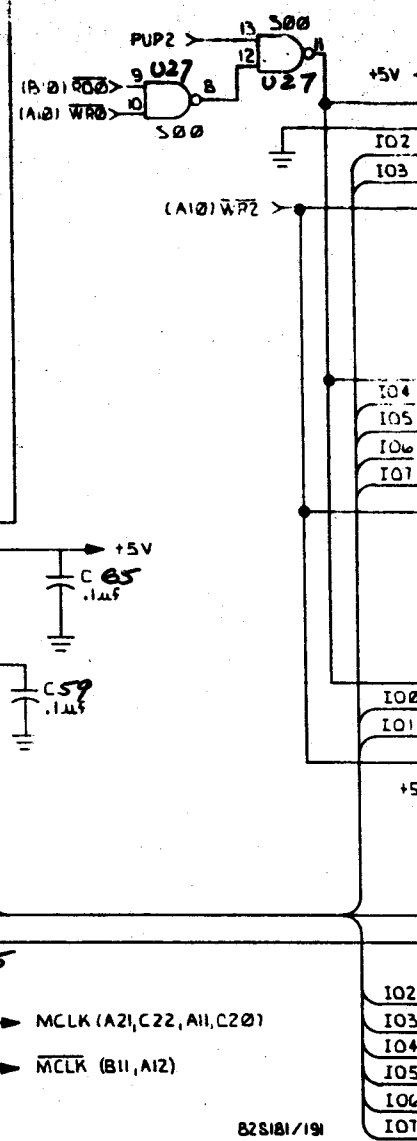 PUP2 13 S00 11
12 U27
+5V
(B10) RD0 9 U27 8
(A10) WR0 10
S00
IO2
IO3
(A10) WR2
IO4
IO5
IO6
IO7
+5V
C 65
.1uf
C59
.1uf
IO0
IO1
+5
MCLK (A21, C22, A11, C20)
MCLK (B11, A12)
IO2
IO3
IO4
IO5
IO6
IO7
82S181/191